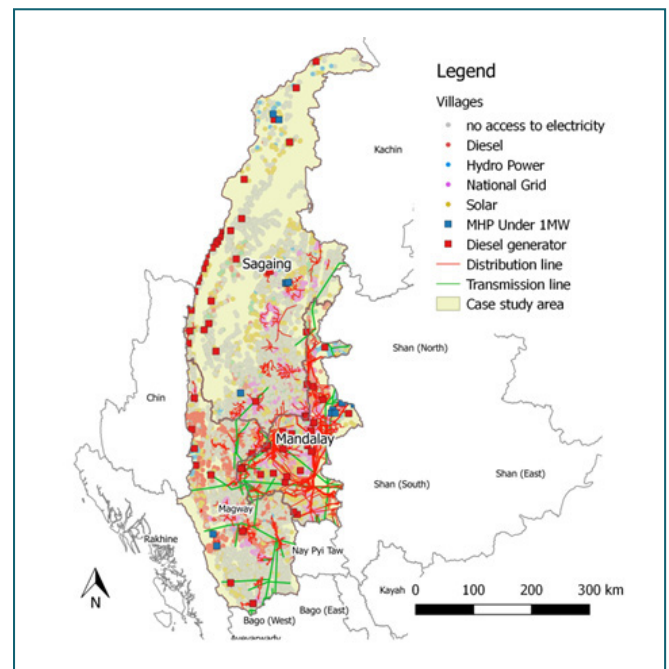 Legend
Villages
no access to electricity
Diesel
Hydro Power
National Grid
Solar
MHP Under 1MW
Diesel generator
Distribution line
Transmission line
Case study area
Kachin
Sagaing
Shan (North)
Chin
Mandalay
Shan (East)
Shan (South)
Magway
Rakhine
Nay Pyi Taw
Kayah
Bago (East)
Bago (West)
N
0 100 200 300 km